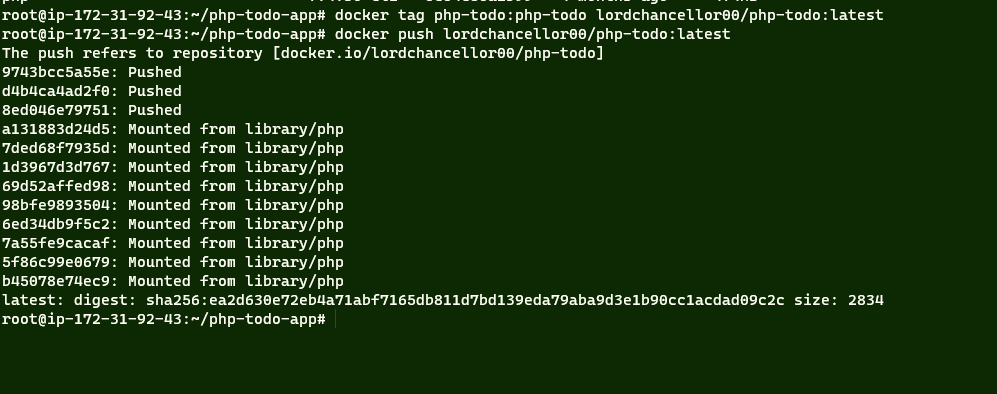 root@ip-172-31-92-43:~/php-todo-app# docker tag php-todo:php-todo lordchancellor00/php-todo:latest
root@ip-172-31-92-43:~/php-todo-app# docker push lordchancellor00/php-todo:latest
The push refers to repository [docker.io/lordchancellor00/php-todo]
9743bcc5a55e: Pushed
d4b4ca4ad2f0: Pushed
8ed046e79751: Pushed
a131883d24d5: Mounted from library/php
7ded68f7935d: Mounted from library/php
1d3967d3d767: Mounted from library/php
69d52affed98: Mounted from library/php
98bfe9893504: Mounted from library/php
6ed34db9f5c2: Mounted from library/php
7a55fe9cacaf: Mounted from library/php
5f86c99e0679: Mounted from library/php
b45078e74ec9: Mounted from library/php
latest: digest: sha256:ea2d630e72eb4a71abf7165db811d7bd139eda79aba9d3e1b90cc1acdad09c2c size: 2834
root@ip-172-31-92-43:~/php-todo-app#